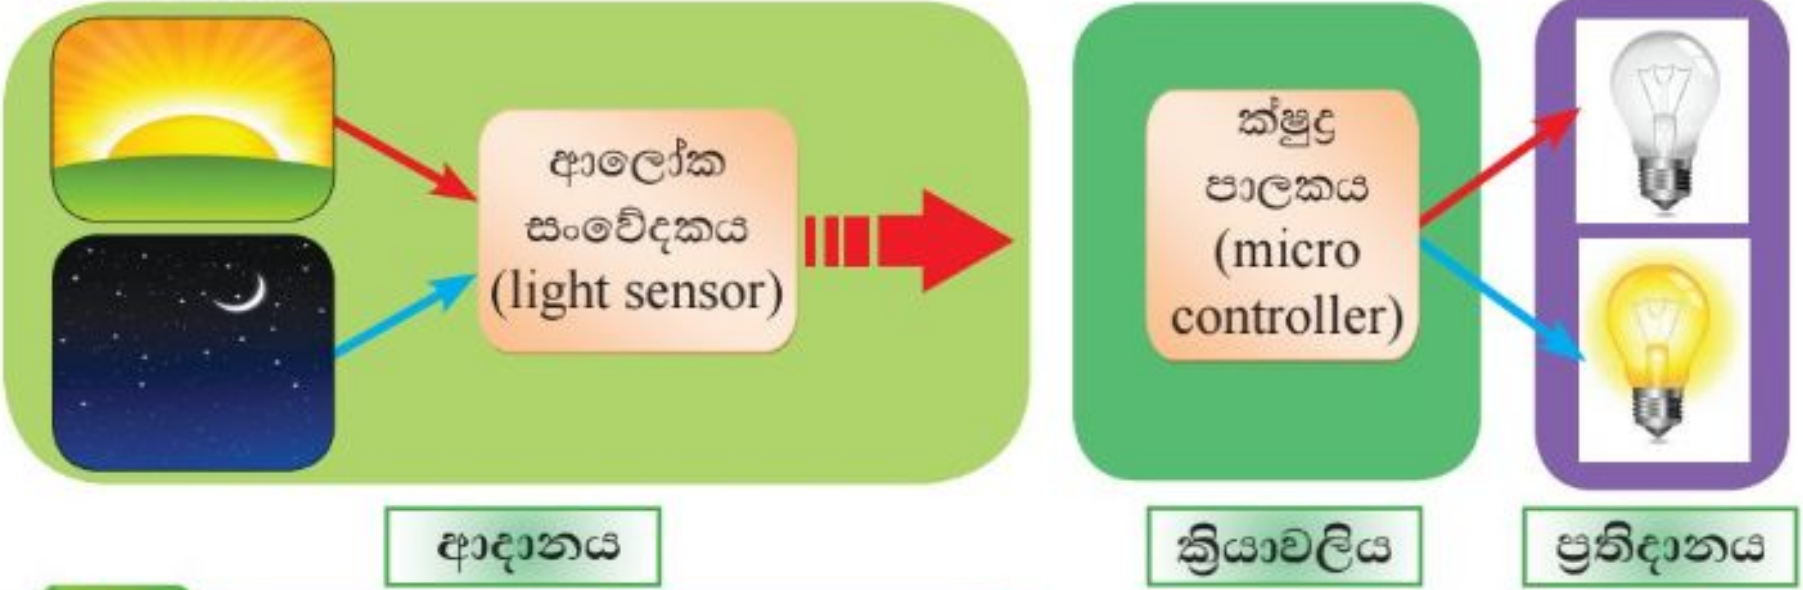 ආලෝක
සංවේදකය
(light sensor)
ක්ෂුද්‍ර
පාලකය
(micro
controller)
ආදානය
ක්‍රියාවලිය
ප්‍රතිදානය